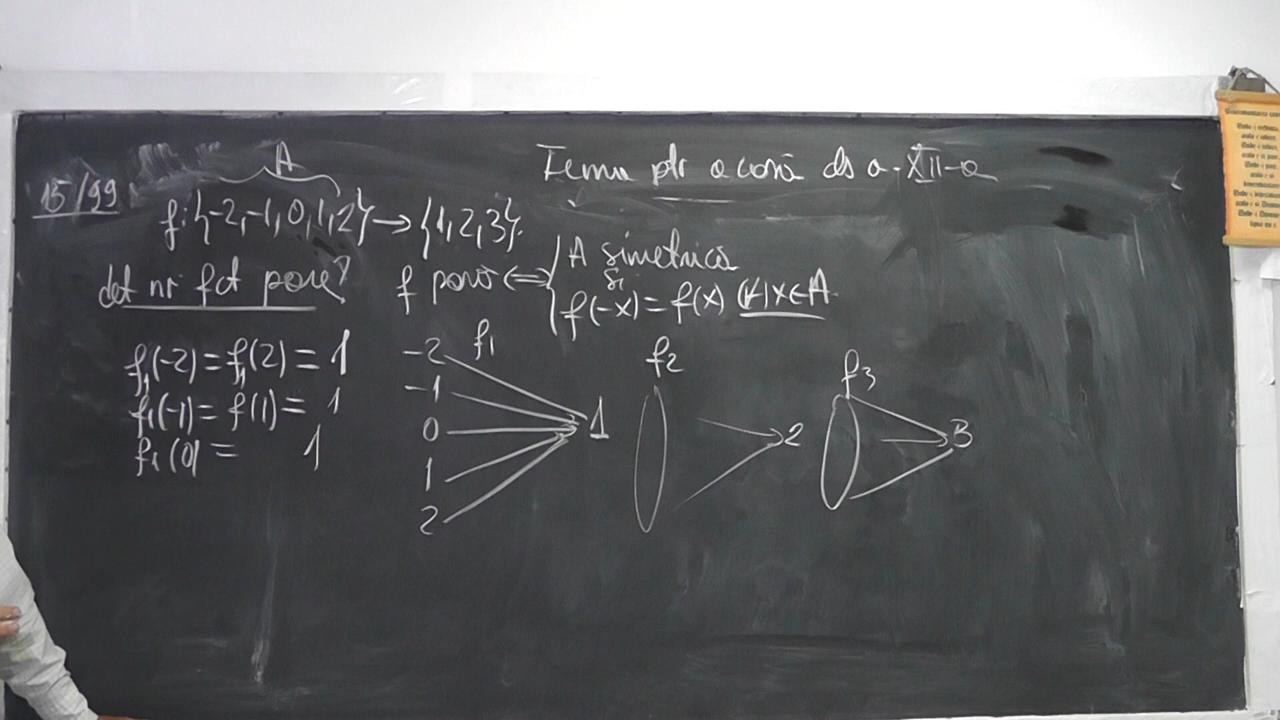 Tema ptr acasă cls a-XII-a
15/99
A
f:{-2,-1,0,1,2}→{1,2,3}.
det nr fct pare?
f pară ⇔ { A simetrică
și
f(-x)=f(x) (∀)x∈A.
f₁(-2)=f₁(2)=1
f₁(-1)=f(1)=1
f₁(0)= 1
f₁
-2
-1
0
1
2
1
f₂
2
f₃
3